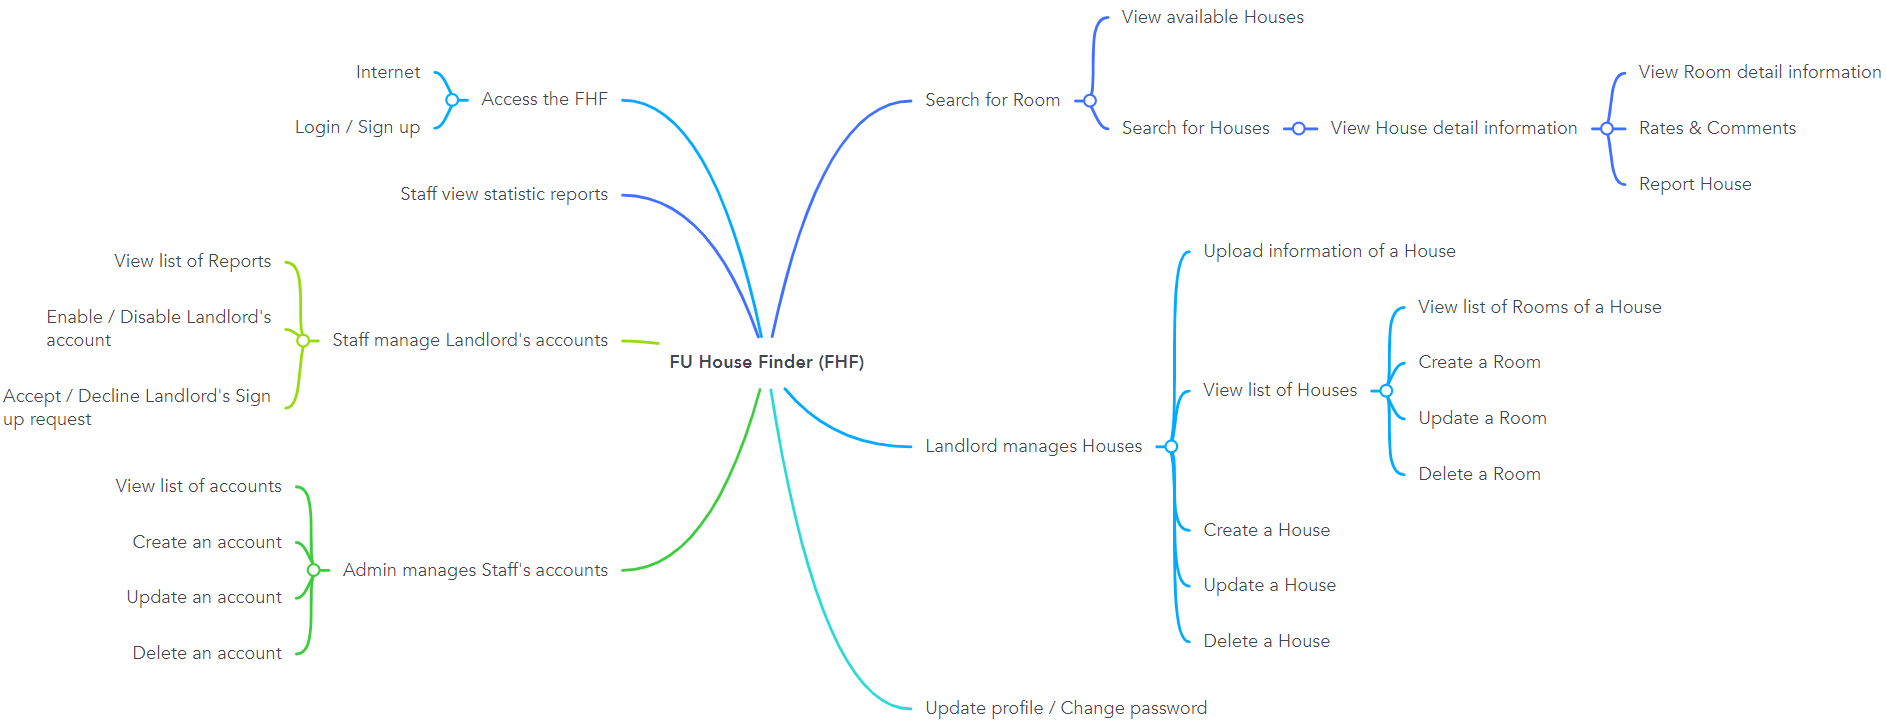 FU House Finder (FHF)
Search for Room
View available Houses
Search for Houses
View House detail information
View Room detail information
Rates & Comments
Report House
Landlord manages Houses
Upload information of a House
View list of Houses
View list of Rooms of a House
Create a Room
Update a Room
Delete a Room
Create a House
Update a House
Delete a House
Update profile / Change password
Access the FHF
Internet
Login / Sign up
Staff view statistic reports
Staff manage Landlord's accounts
View list of Reports
Enable / Disable Landlord's
account
Accept / Decline Landlord's Sign
up request
Admin manages Staff's accounts
View list of accounts
Create an account
Update an account
Delete an account